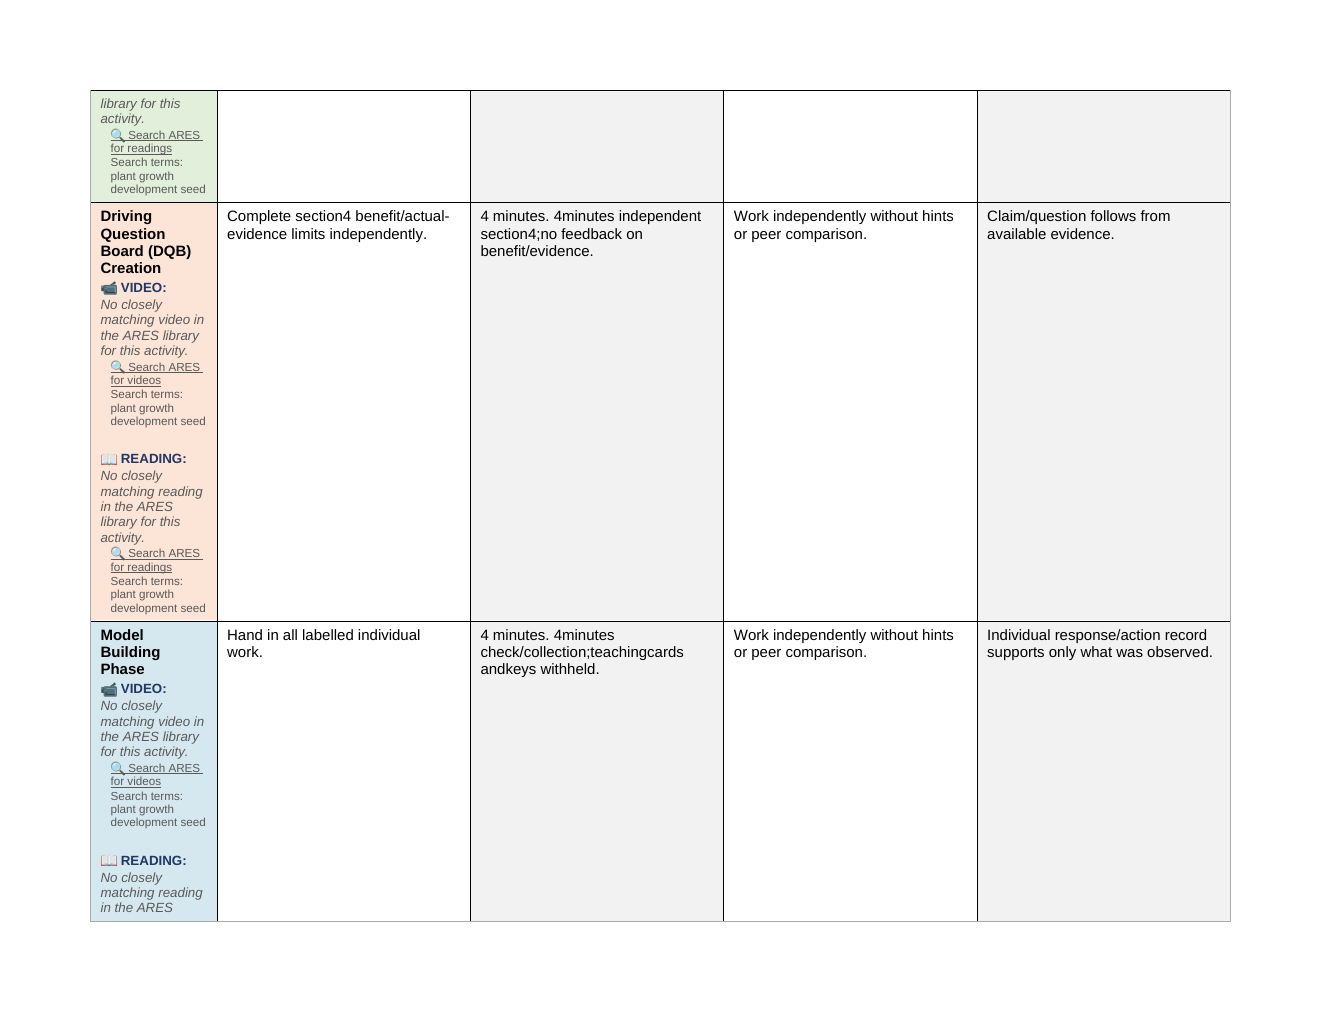 library for this
activity.
🔍 Search ARES
for readings
Search terms:
plant growth
development seed
Driving
Question
Board (DQB)
Creation
📹 VIDEO:
No closely
matching video in
the ARES library
for this activity.
🔍 Search ARES
for videos
Search terms:
plant growth
development seed
📖 READING:
No closely
matching reading
in the ARES
library for this
activity.
🔍 Search ARES
for readings
Search terms:
plant growth
development seed
Complete section4 benefit/actual-
evidence limits independently.
4 minutes. 4minutes independent
section4;no feedback on
benefit/evidence.
Work independently without hints
or peer comparison.
Claim/question follows from
available evidence.
Model
Building
Phase
📹 VIDEO:
No closely
matching video in
the ARES library
for this activity.
🔍 Search ARES
for videos
Search terms:
plant growth
development seed
📖 READING:
No closely
matching reading
in the ARES
Hand in all labelled individual
work.
4 minutes. 4minutes
check/collection;teachingcards
andkeys withheld.
Work independently without hints
or peer comparison.
Individual response/action record
supports only what was observed.